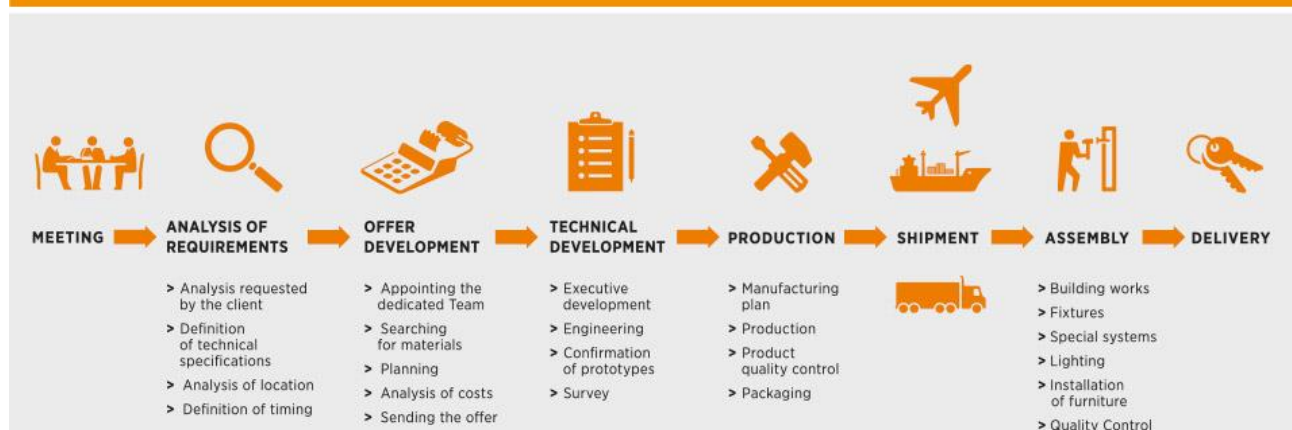 MEETING
ANALYSIS OF
REQUIREMENTS
> Analysis requested
by the client
> Definition
of technical
specifications
> Analysis of location
> Definition of timing
OFFER
DEVELOPMENT
> Appointing the
dedicated Team
> Searching
for materials
> Planning
> Analysis of costs
> Sending the offer
TECHNICAL
DEVELOPMENT
> Executive
development
> Engineering
> Confirmation
of prototypes
> Survey
PRODUCTION
> Manufacturing
plan
> Production
> Product
quality control
> Packaging
SHIPMENT
ASSEMBLY
> Building works
> Fixtures
> Special systems
> Lighting
> Installation
of furniture
> Quality Control
DELIVERY